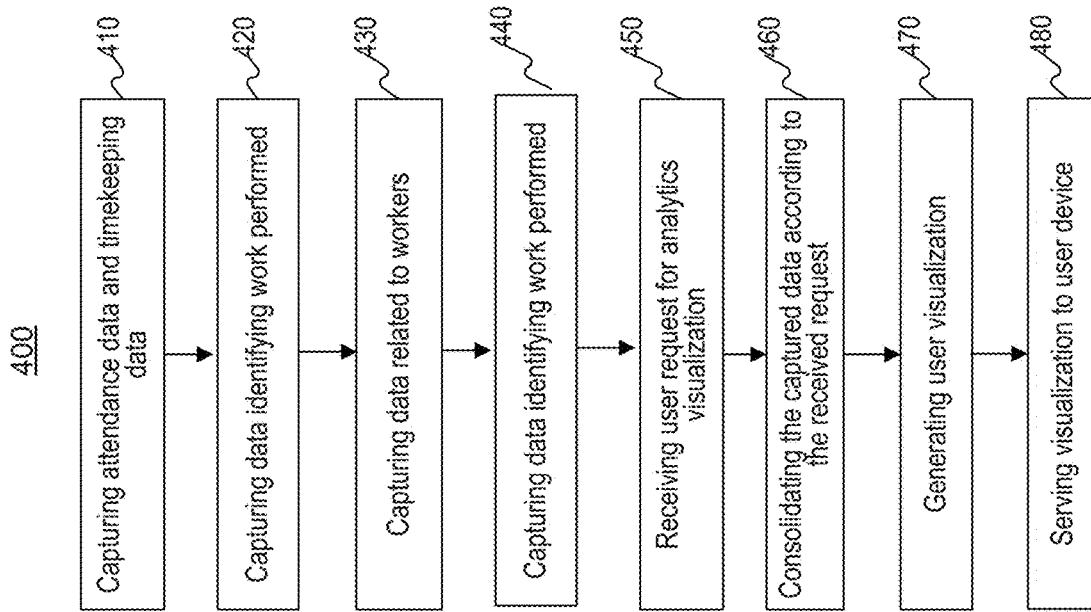 400
Capturing attendance data and timekeeping
data
410
Capturing data identifying work performed
420
Capturing data related to workers
430
Capturing data identifying work performed
440
Receiving user request for analytics
visualization
450
Consolidating the captured data according to
the received request
460
Generating user visualization
470
Serving visualization to user device
480